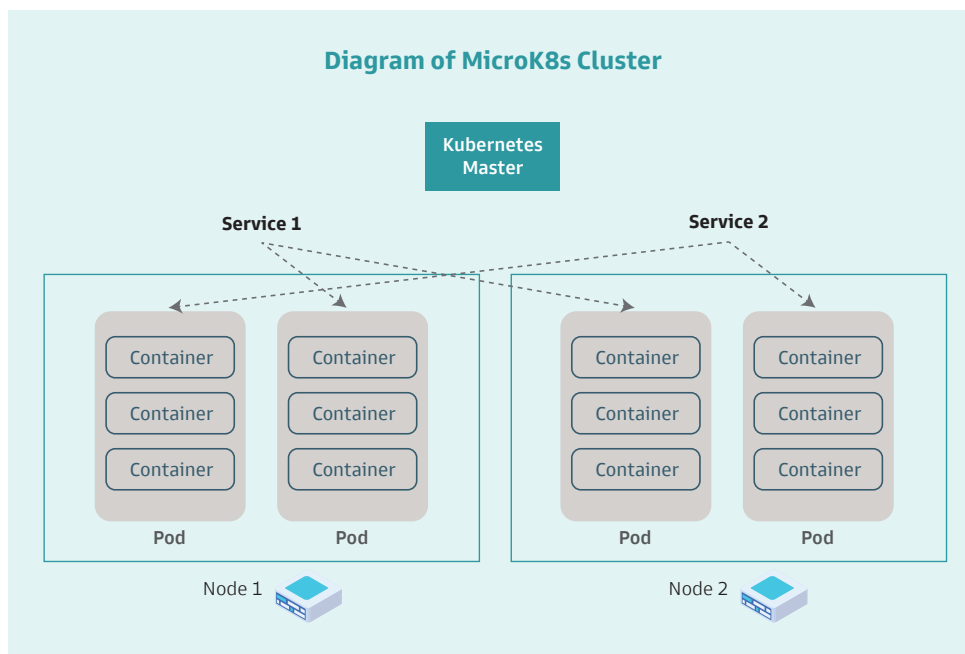 Diagram of MicroK8s Cluster
Kubernetes
Master
Service 1
Service 2
Container
Container
Container
Pod
Container
Container
Container
Pod
Node 1
Container
Container
Container
Pod
Container
Container
Container
Pod
Node 2